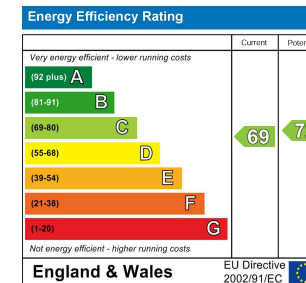 Energy Efficiency Rating
Current
Very energy efficient - lower running costs
(92 plus) A
(81-91) B
(69-80) C
(55-68) D
(39-54) E
(21-38) F
(1-20) G
69
Not energy efficient - higher running costs
England & Wales
EU Directive
2002/91/EC